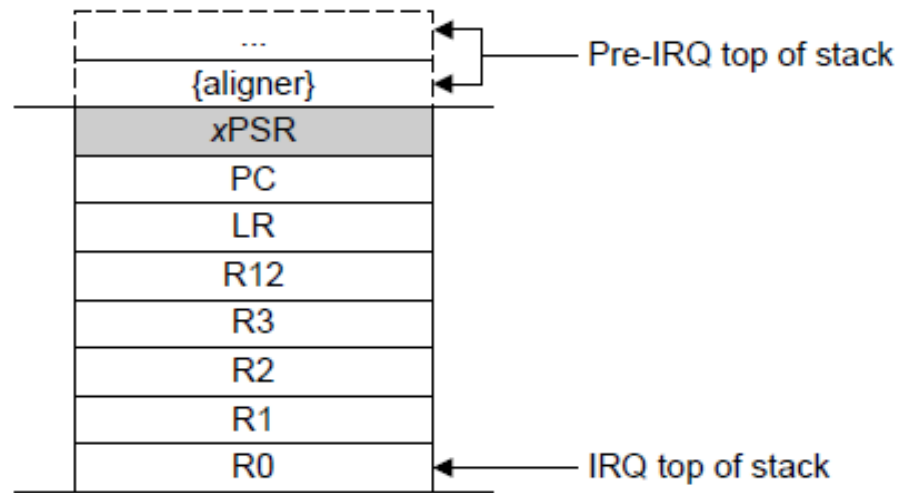 ...
Pre-IRQ top of stack
{aligner}
xPSR
PC
LR
R12
R3
R2
R1
R0
IRQ top of stack